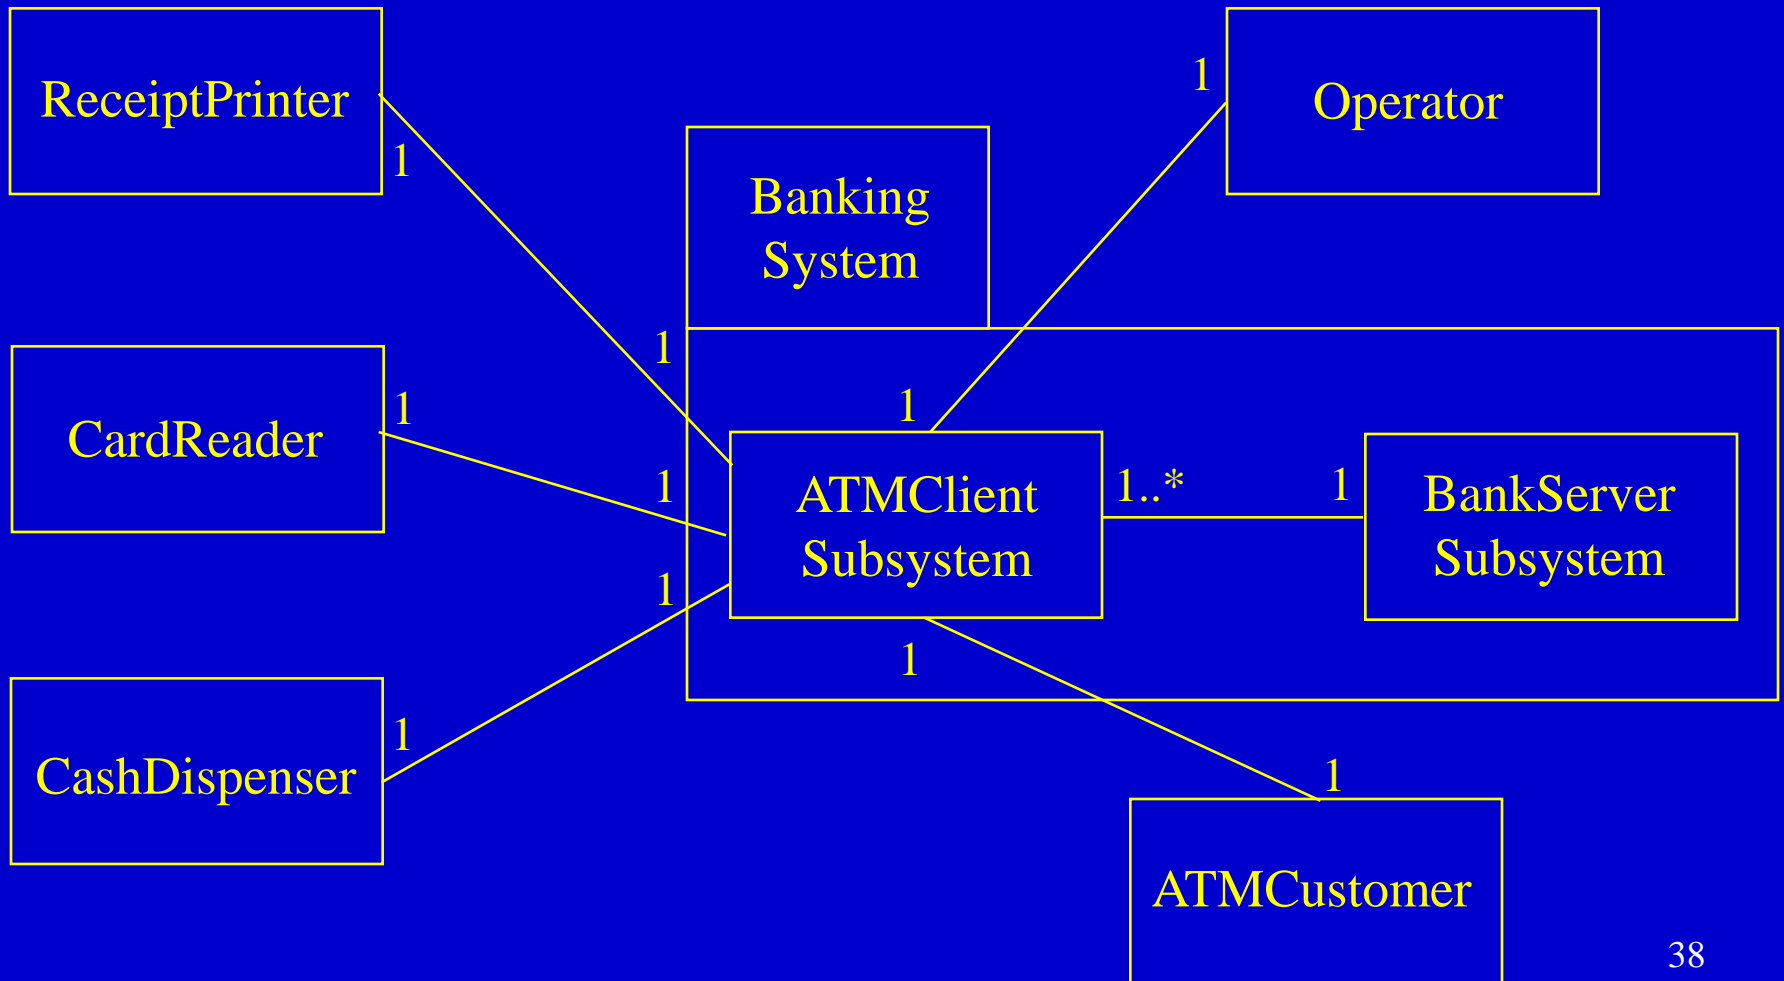 ReceiptPrinter
1
1
Operator
1
1
Banking
System
CardReader
1
1
ATMClient
Subsystem
1..*
1
BankServer
Subsystem
CashDispenser
1
1
1
1
ATMCustomer
38